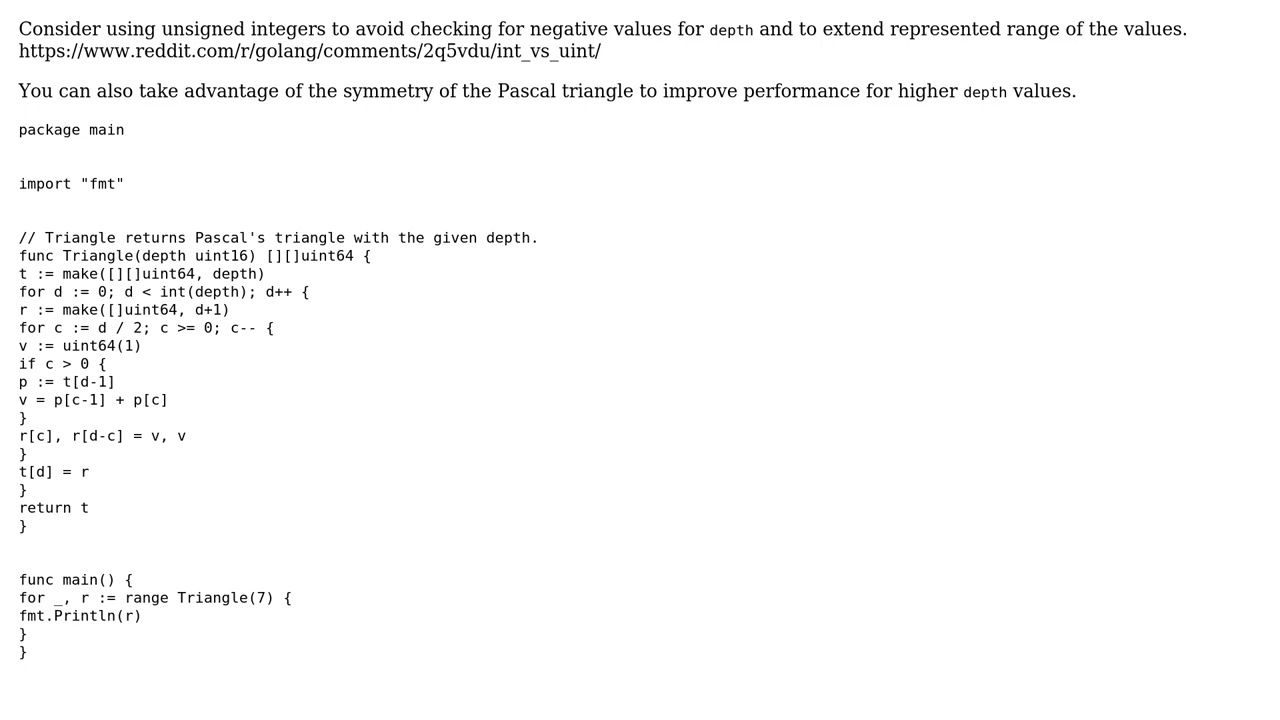 Consider using unsigned integers to avoid checking for negative values for depth and to extend represented range of the values.
https://www.reddit.com/r/golang/comments/2q5vdu/int_vs_uint/
You can also take advantage of the symmetry of the Pascal triangle to improve performance for higher depth values.
package main
import "fmt"
// Triangle returns Pascal's triangle with the given depth.
func Triangle(depth uint16) [][]uint64 {
t := make([][]uint64, depth)
for d := 0; d < int(depth); d++ {
r := make([]uint64, d+1)
for c := d / 2; c >= 0; c-- {
v := uint64(1)
if c > 0 {
p := t[d-1]
v = p[c-1] + p[c]
}
r[c], r[d-c] = v, v
}
t[d] = r
}
return t
}
func main() {
for _, r := range Triangle(7) {
fmt.Println(r)
}
}